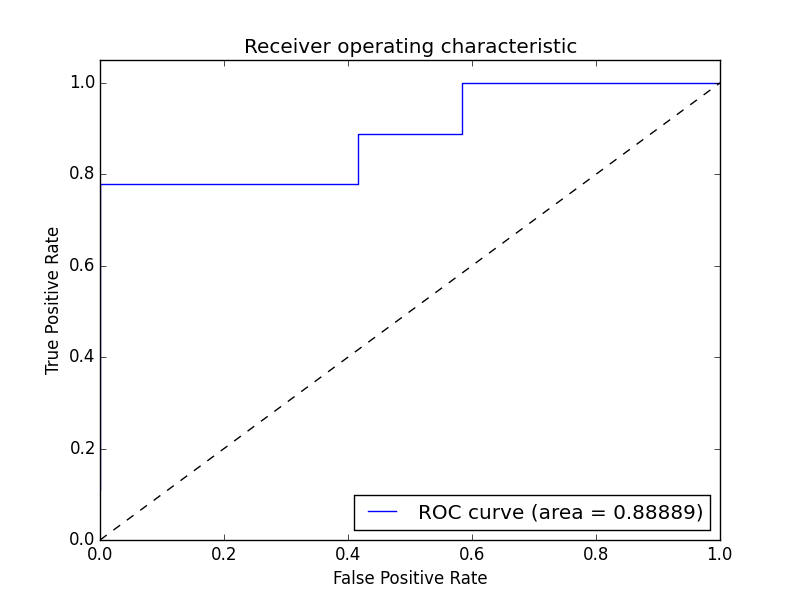 Receiver operating characteristic
1.0
0.8
0.6
0.4
0.2
0.0
True Positive Rate
ROC curve (area = 0.88889)
0.0 0.2 0.4 0.6 0.8 1.0
False Positive Rate